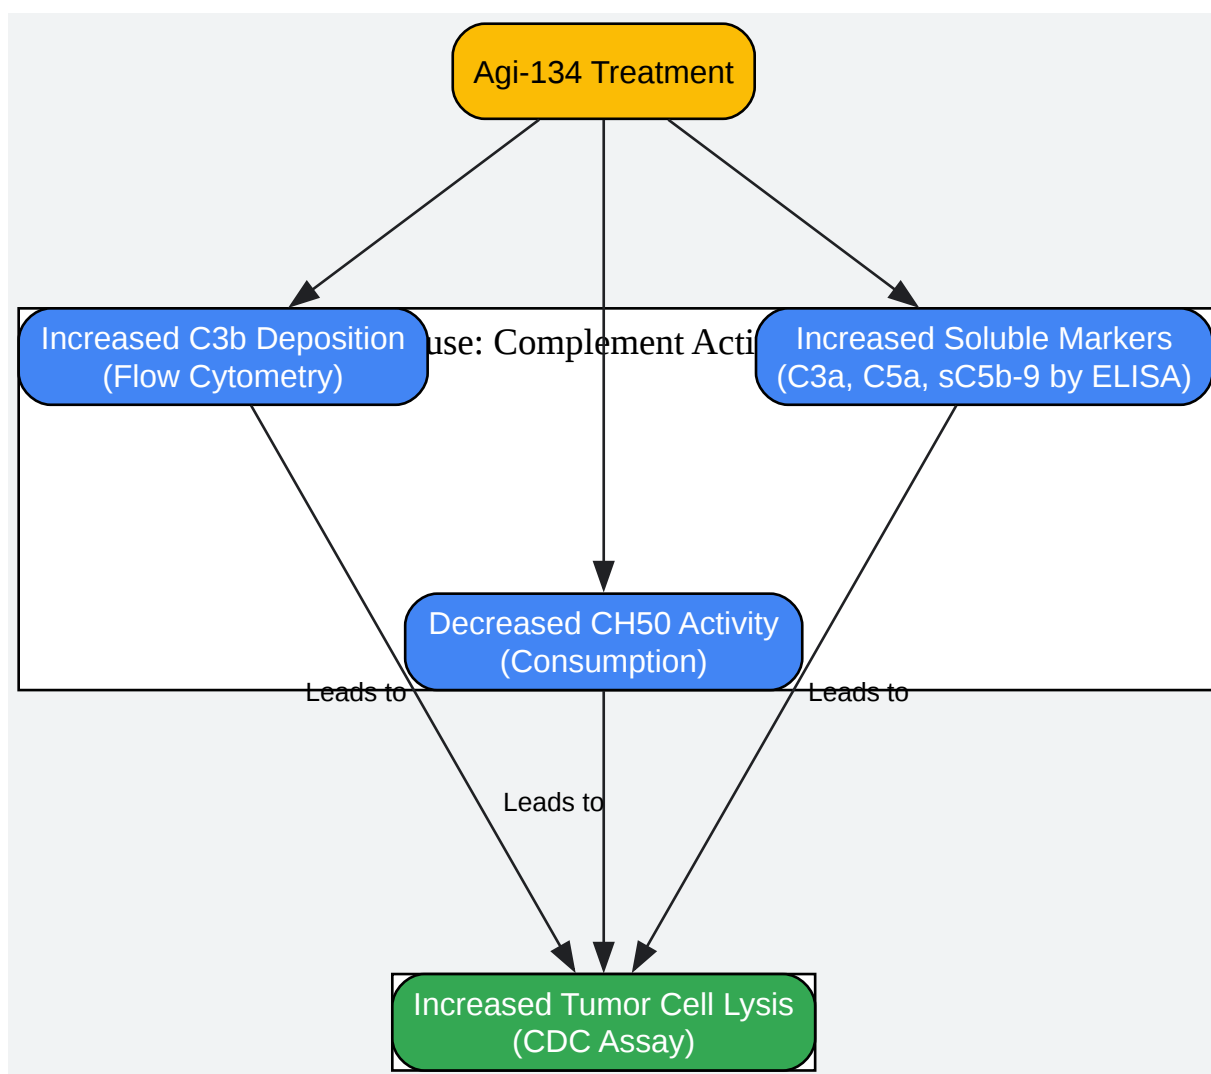 Agi-134 Treatment
Increased C3b Deposition
(Flow Cytometry)
use: Complement Acti
Increased Soluble Markers
(C3a, C5a, sC5b-9 by ELISA)
Decreased CH50 Activity
(Consumption)
Leads to
Leads to
Leads to
Increased Tumor Cell Lysis
(CDC Assay)